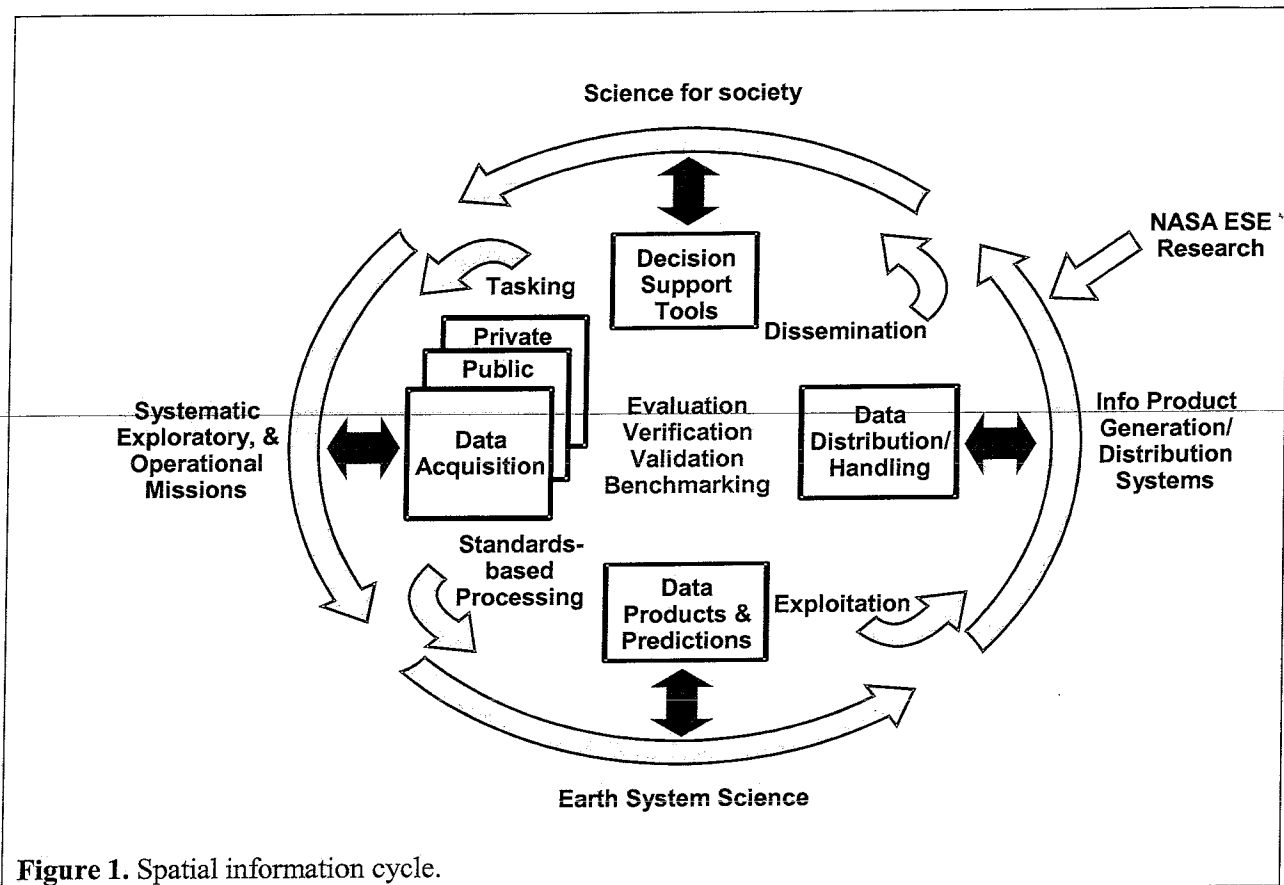 Science for society
NASA ESE
Research
Decision
Support
Tools
Tasking
Dissemination
Private
Public
Data
Acquisition
Systematic
Exploratory, &
Operational
Missions
Evaluation
Verification
Validation
Benchmarking
Data
Distribution/
Handling
Info Product
Generation/
Distribution
Systems
Standards-
based
Processing
Data
Products &
Predictions
Exploitation
Earth System Science
Figure 1. Spatial information cycle.